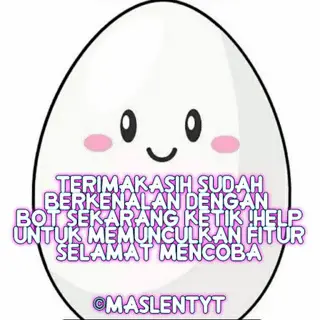 TERIMAKASIH SUDAH
BERKENALAN DENGAN
BOT SEKARANG KETIK !HELP
UNTUK MEMUNCULKAN FITUR
SELAMAT MENCOBA
©MASLENTYT